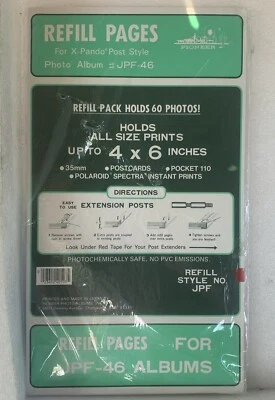 REFILL PAGES
For X-Pando Post Style
Photo Album JPF-46
PIONEER
REFILL PACK HOLDS 60 PHOTOS!
HOLDS
ALL SIZE PRINTS
UP TO 4 x 6 INCHES
• 35mm • POSTCARDS • POCKET 110
• POLAROID SPECTRA INSTANT PRINTS
DIRECTIONS
EASY TO USE EXTENSION POSTS
Look Under Red Tape For Your Post Extenders
PHOTOCHEMICALLY SAFE, NO PVC EMISSIONS
REFILL
STYLE NO
JPF
REFILL PAGES FOR
JPF-46 ALBUMS